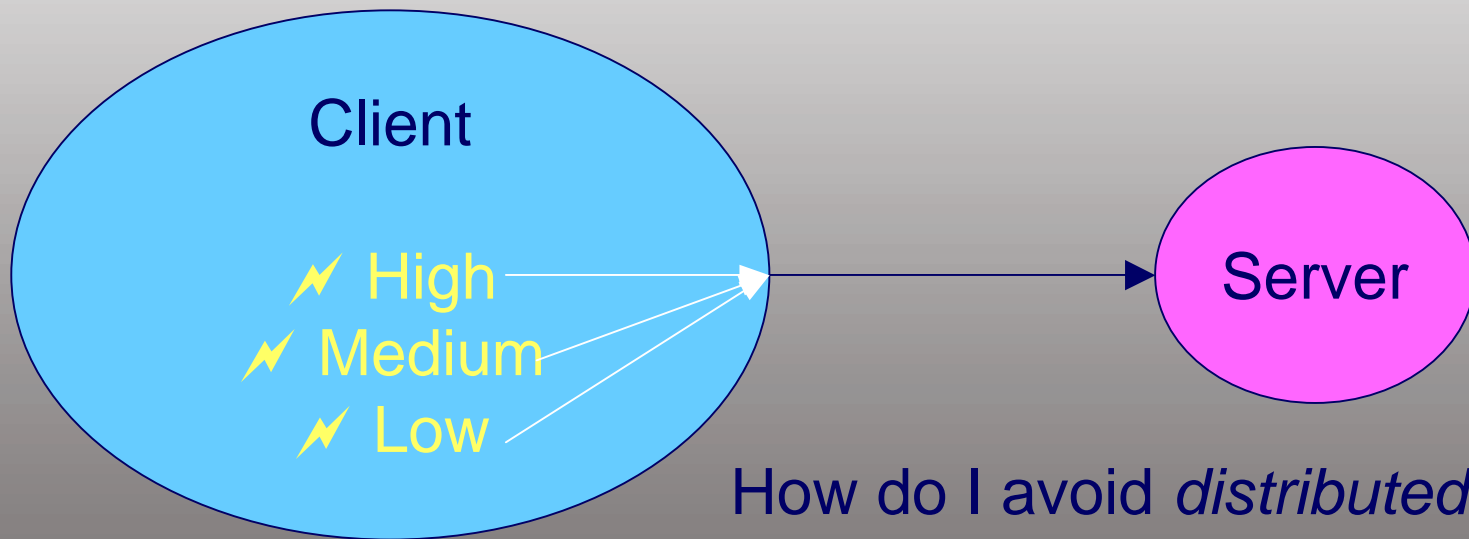 Client
High
Medium
Low
Server
How do I avoid distributed